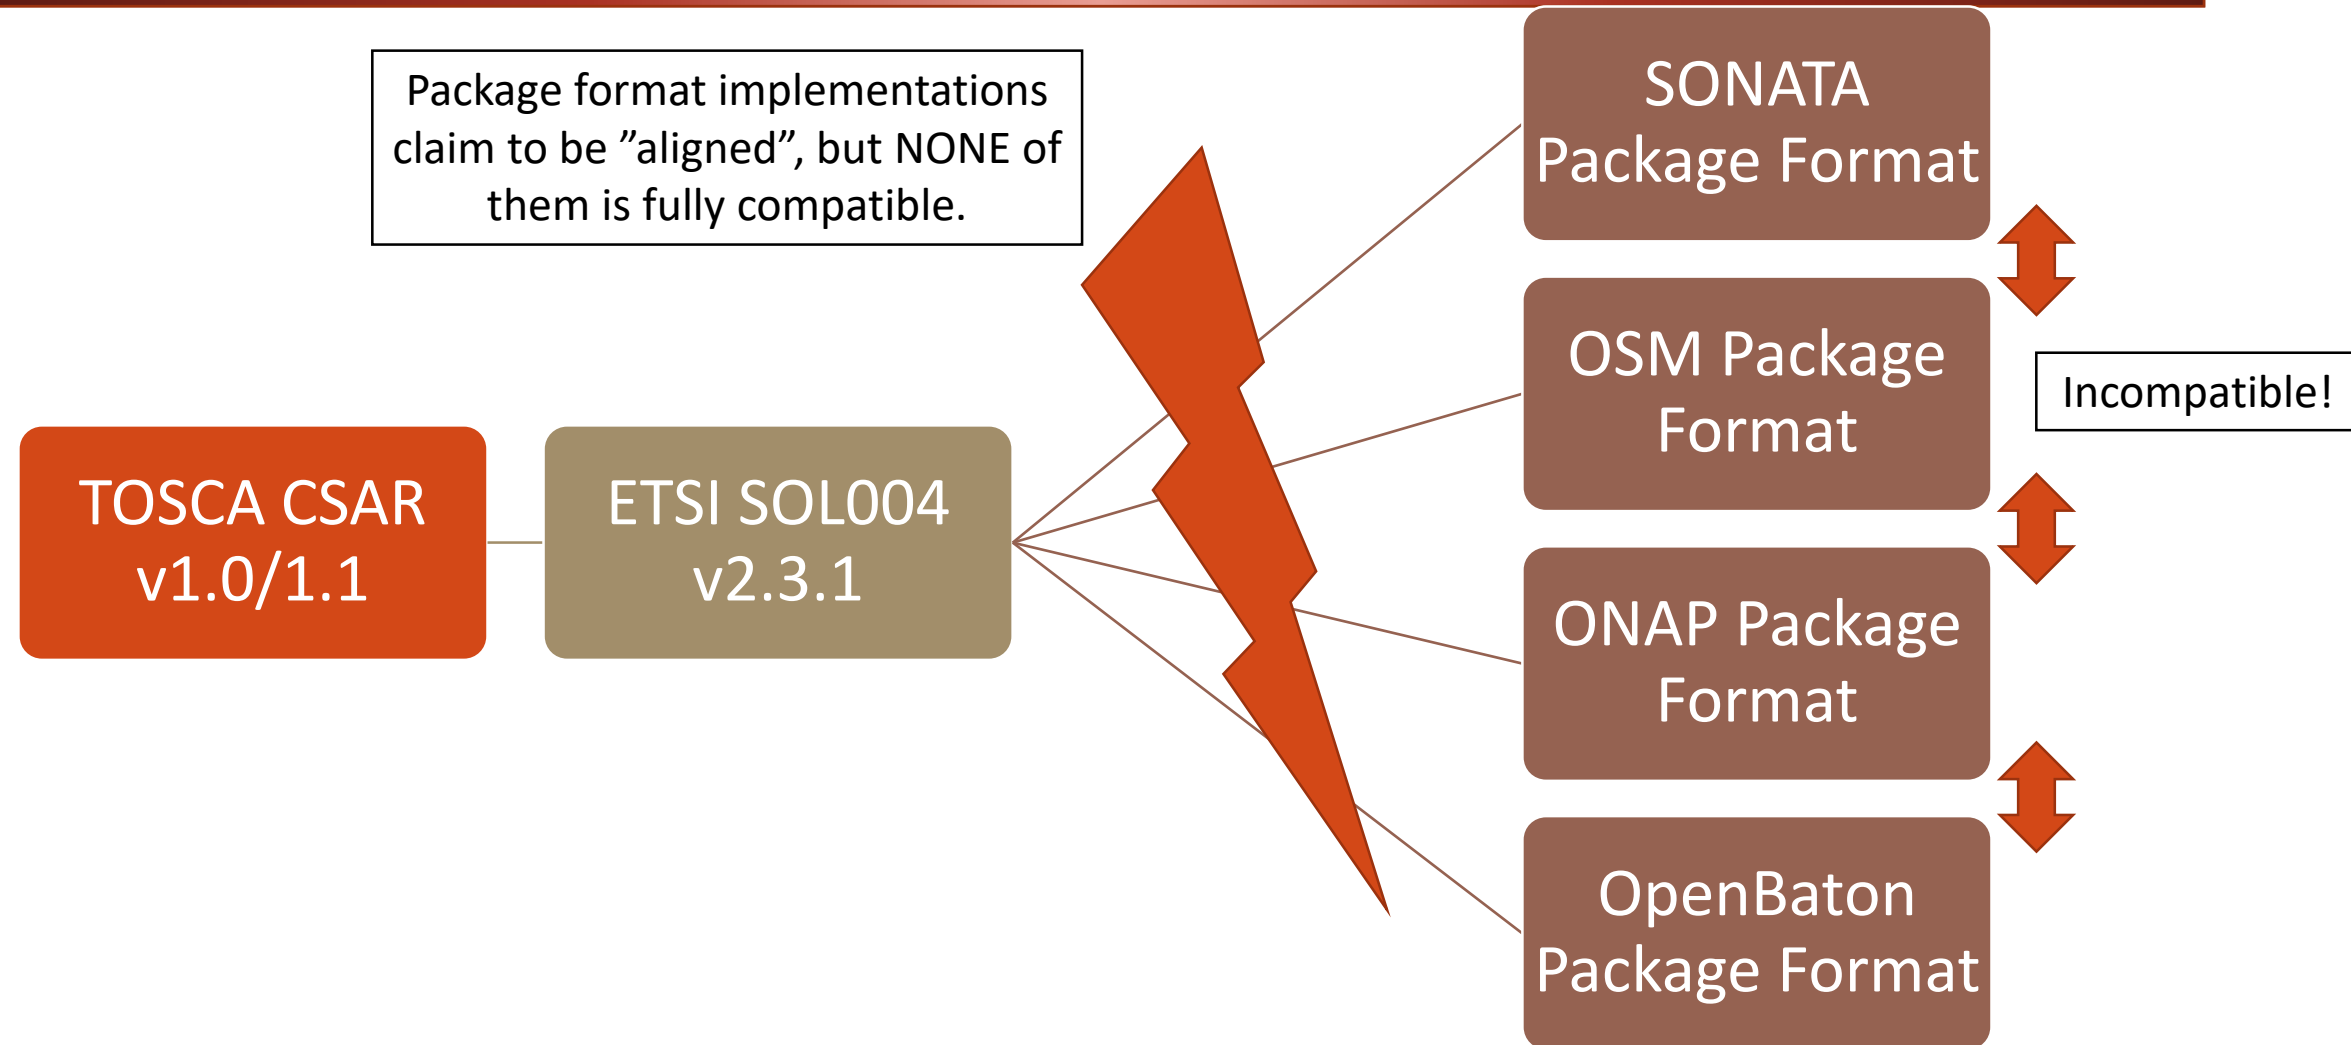 Package format implementations
claim to be ”aligned”, but NONE of
them is fully compatible.
TOSCA CSAR
v1.0/1.1
ETSI SOL004
v2.3.1
SONATA
Package Format
OSM Package
Format
ONAP Package
Format
OpenBaton
Package Format
Incompatible!